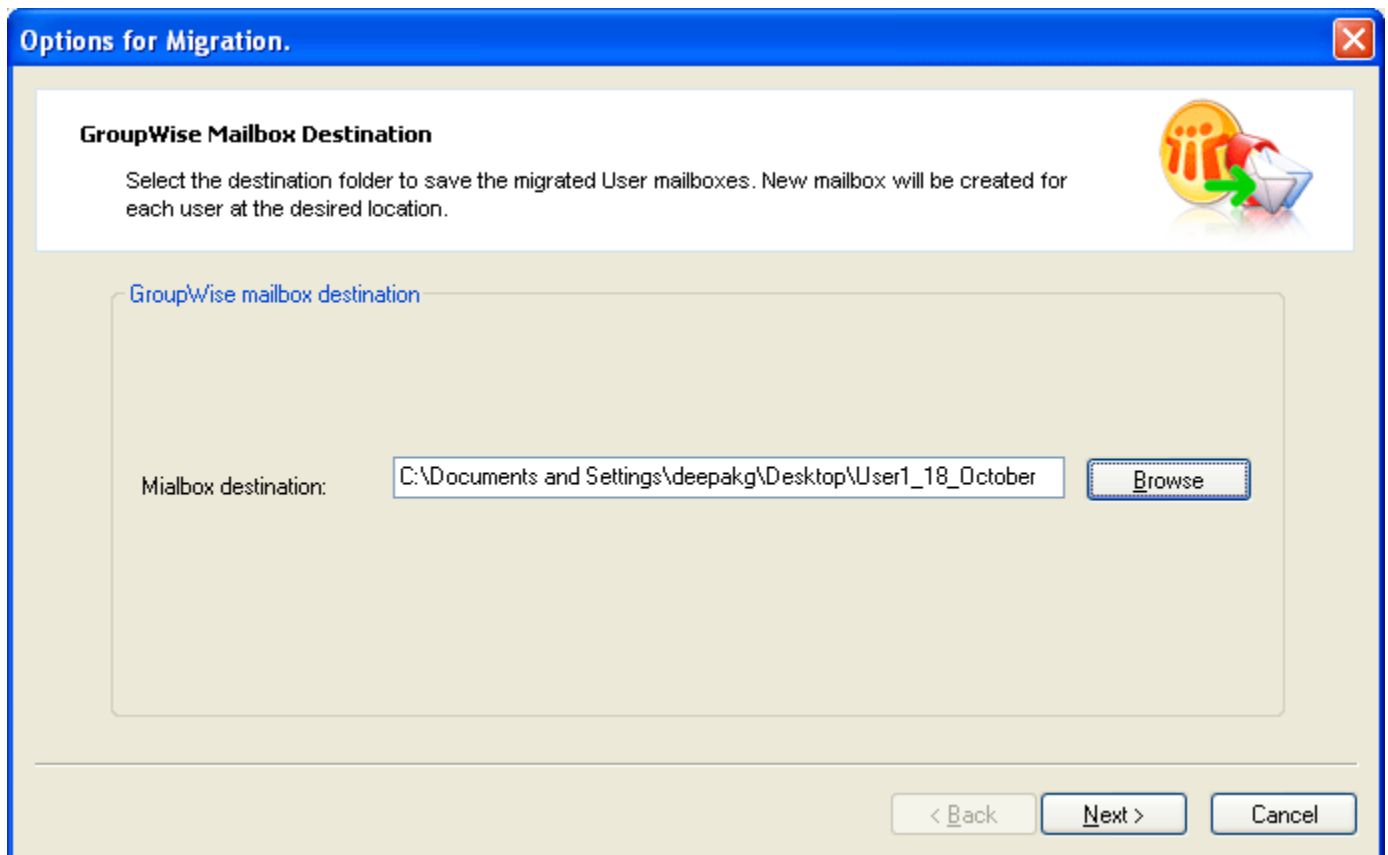 Options for Migration.
GroupWise Mailbox Destination
Select the destination folder to save the migrated User mailboxes. New mailbox will be created for
each user at the desired location.
GroupWise mailbox destination
Mialbox destination:
C:\Documents and Settings\deepakg\Desktop\User1_18_October
Browse
< Back
Next >
Cancel